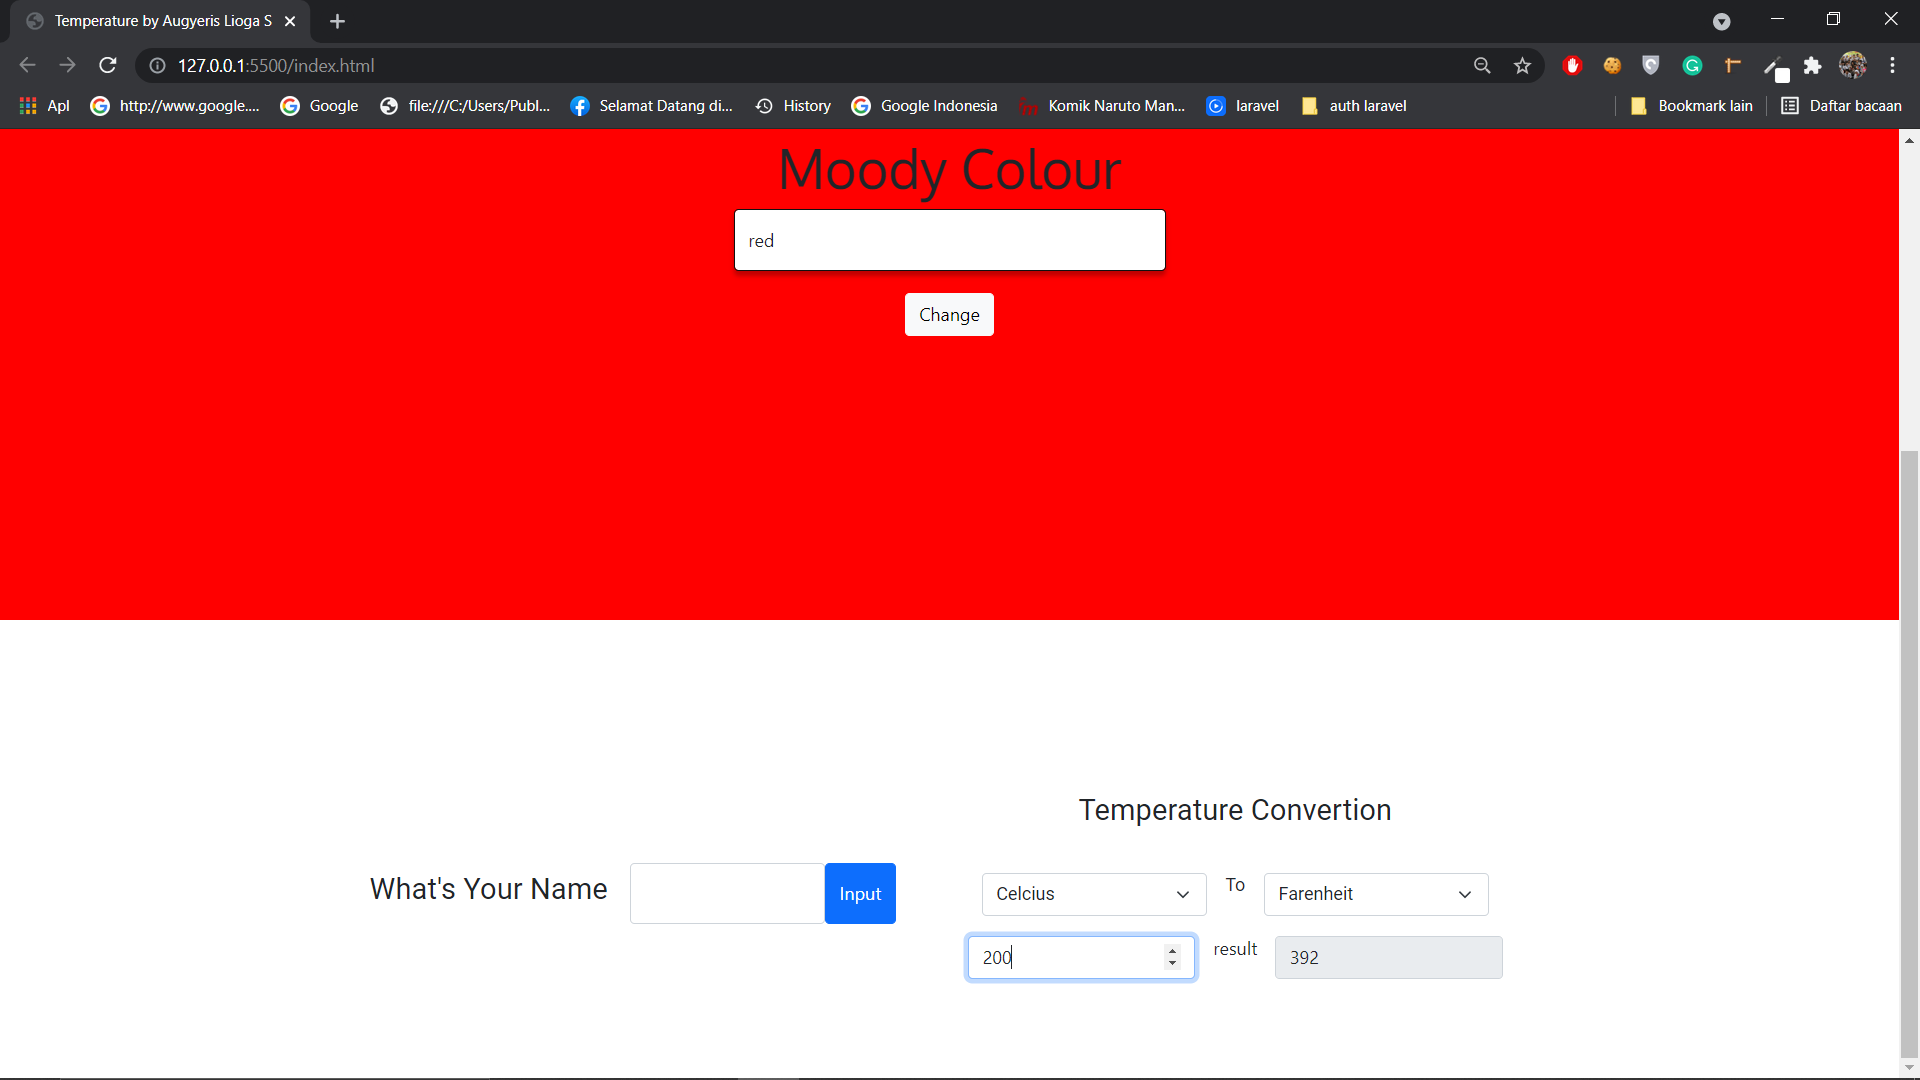 Temperature by Augyeris Lioga S
127.0.0.1:5500/index.html
Apl http://www.google.... Google file:///C:/Users/Publ... Selamat Datang di... History Google Indonesia Komik Naruto Man... laravel auth laravel Bookmark lain Daftar bacaan
Moody Colour
red
Change
Temperature Convertion
What's Your Name Input
Celcius To Farenheit
200 result 392